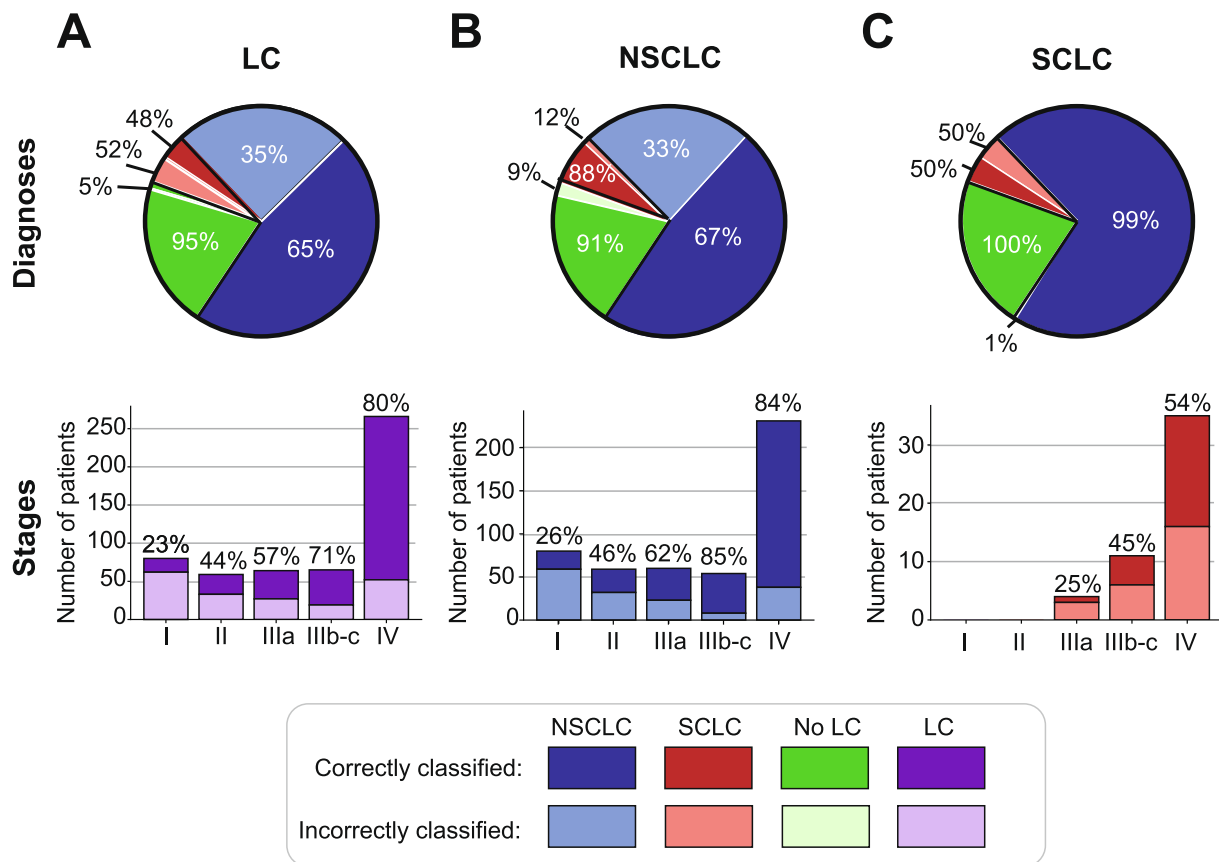 A
B
C
LC
NSCLC
SCLC
Diagnoses
48%
52%
5%
35%
95%
65%
12%
88%
9%
33%
91%
67%
50%
50%
99%
100%
1%
Stages
Number of patients
250
200
150
100
50
0
23%
44%
57%
71%
80%
I
II
IIIa
IIIb-c
IV
Number of patients
200
150
100
50
0
26%
46%
62%
85%
84%
I
II
IIIa
IIIb-c
IV
Number of patients
30
20
10
0
25%
45%
54%
I
II
IIIa
IIIb-c
IV
NSCLC SCLC No LC LC
Correctly classified:
Incorrectly classified: